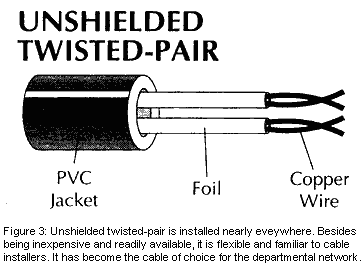 UNSHIELDED
TWISTED-PAIR
PVC
Jacket
Foil
Copper
Wire
Figure 3: Unshielded twisted-pair is installed nearly eveywhere. Besides
being inexpensive and readily available, it is flexible and familiar to cable
installers. It has become the cable of choice for the departmental network.